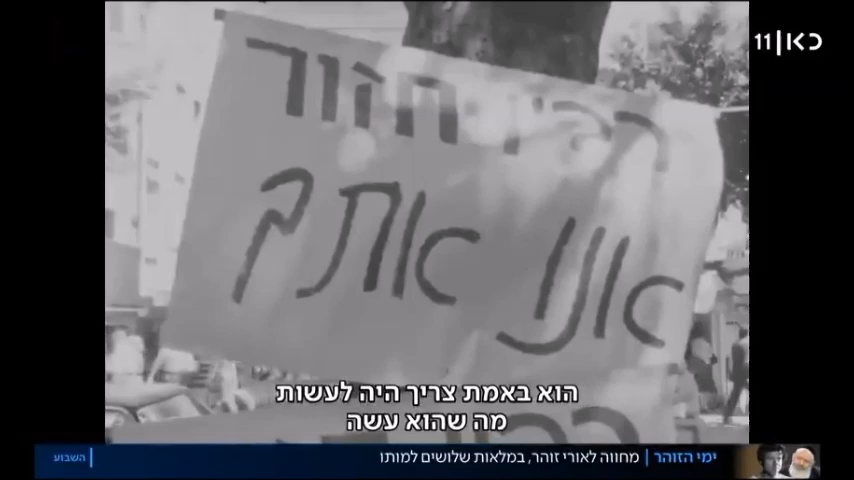 כאן 11
רבין חזור
אנו אתך
הוא באמת צריך היה לעשות
מה שהוא עשה
ימי הזוהר | מחווה לאורי זוהר, במלאות שלושים למותו
השבוע